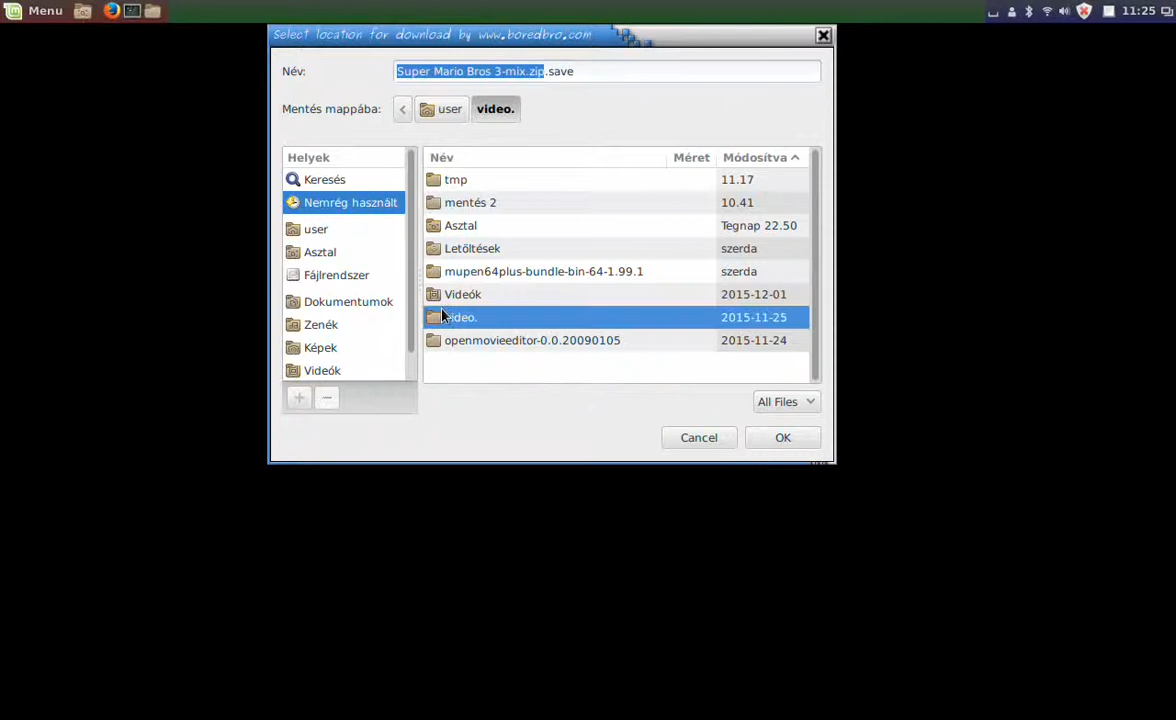 Menu
11:25
Select location for download by www.boredbro.com
Név: Super Mario Bros 3-mix.zip.save
Mentés mappába: user video.
Helyek
Keresés
Nemrég használt
user
Asztal
Fájlrendszer
Dokumentumok
Zenék
Képek
Videók
Név Méret Módosítva
tmp 11.17
mentés 2 10.41
Asztal Tegnap 22.50
Letöltések szerda
mupen64plus-bundle-bin-64-1.99.1 szerda
Videók 2015-12-01
video. 2015-11-25
openmovieeditor-0.0.20090105 2015-11-24
All Files
Cancel OK